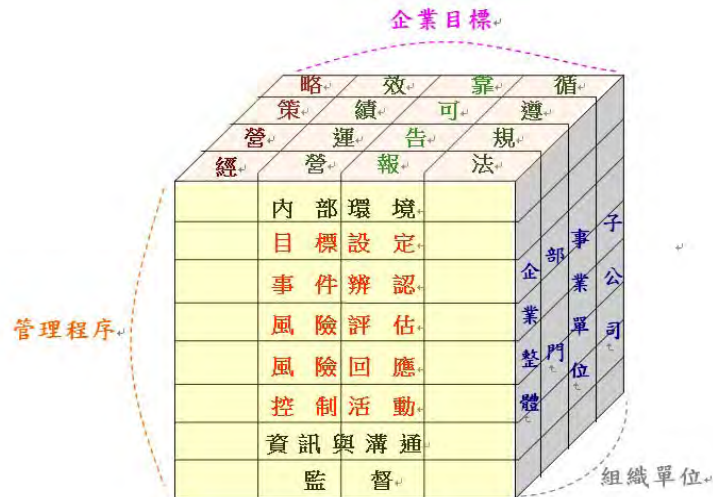 企業目標
經營策略
營運績效
報告可靠
法規遵循
內部環境
目標設定
事件辨認
風險評估
風險回應
控制活動
資訊與溝通
監督
管理程序
企業整體
部門
事業單位
子公司
組織單位